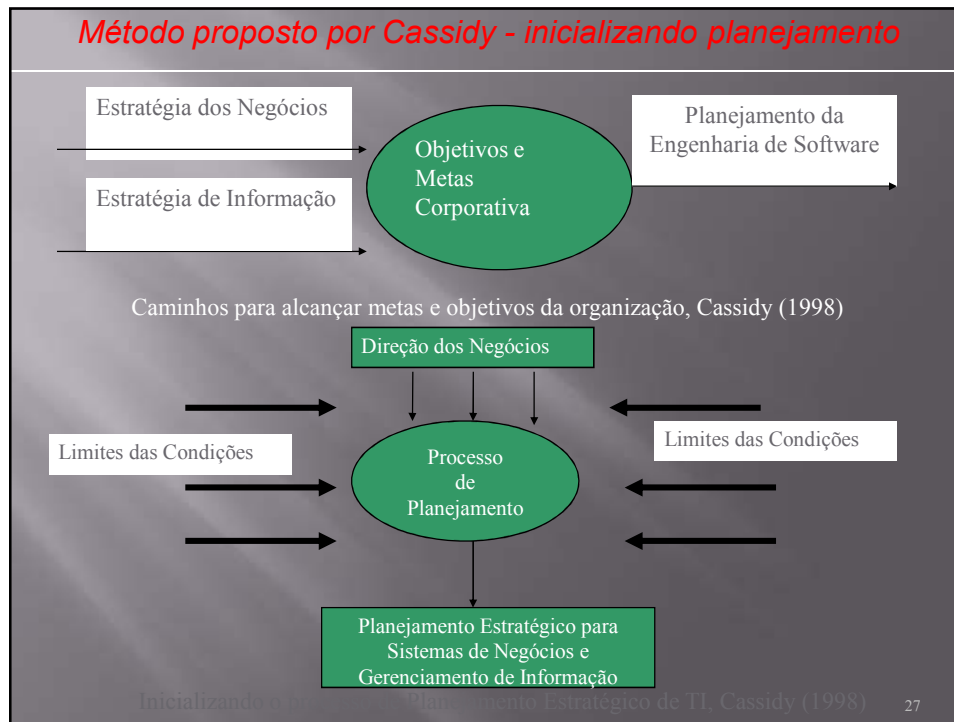 Método proposto por Cassidy - inicializando planejamento
Estratégia dos Negócios
Estratégia de Informação
Objetivos e
Metas
Corporativa
Planejamento da
Engenharia de Software
Caminhos para alcançar metas e objetivos da organização, Cassidy (1998)
Direção dos Negócios
Limites das Condições
Processo
de
Planejamento
Limites das Condições
Planejamento Estratégico para
Sistemas de Negócios e
Gerenciamento de Informação
Inicializando o de Planejamento Estratégico de TI, Cassidy (1998)
27